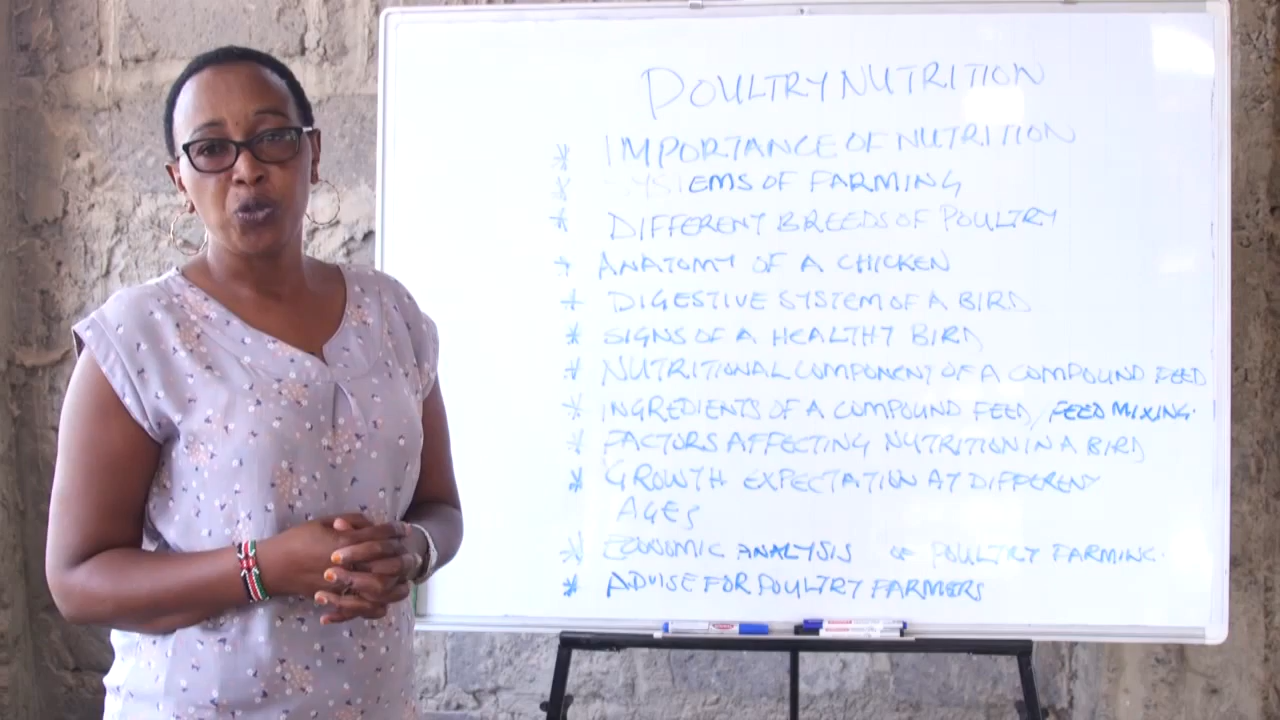 POULTRY NUTRITION
* IMPORTANCE OF NUTRITION
* SYSTEMS OF FARMING
* DIFFERENT BREEDS OF POULTRY
* ANATOMY OF A CHICKEN
* DIGESTIVE SYSTEM OF A BIRD
* SIGNS OF A HEALTHY BIRD
* NUTRITIONAL COMPONENT OF A COMPOUND FEED
* INGREDIENTS OF A COMPOUND FEED / FEED MIXING.
* FACTORS AFFECTING NUTRITION IN A BIRD
* GROWTH EXPECTATION AT DIFFERENT
AGES
* ECONOMIC ANALYSIS OF POULTRY FARMING.
* ADVISE FOR POULTRY FARMERS